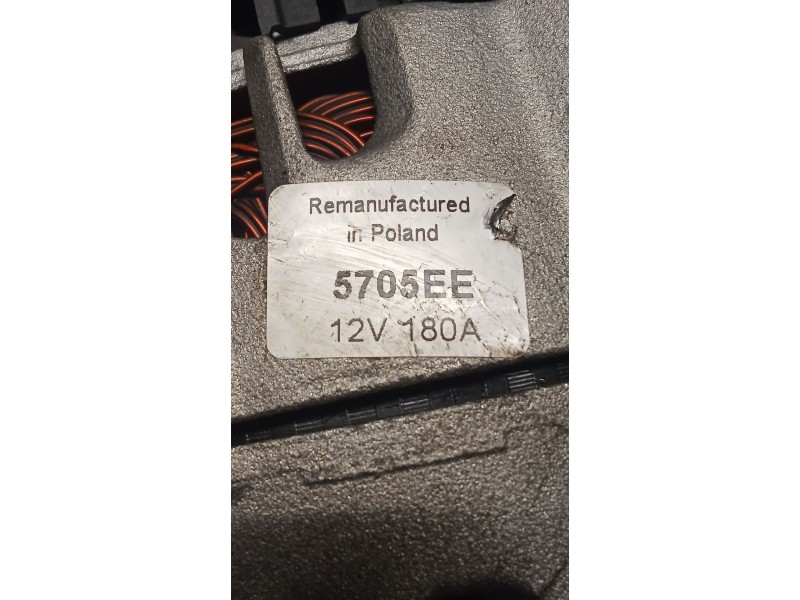 Remanufactured
in Poland
5705EE
12V 180A